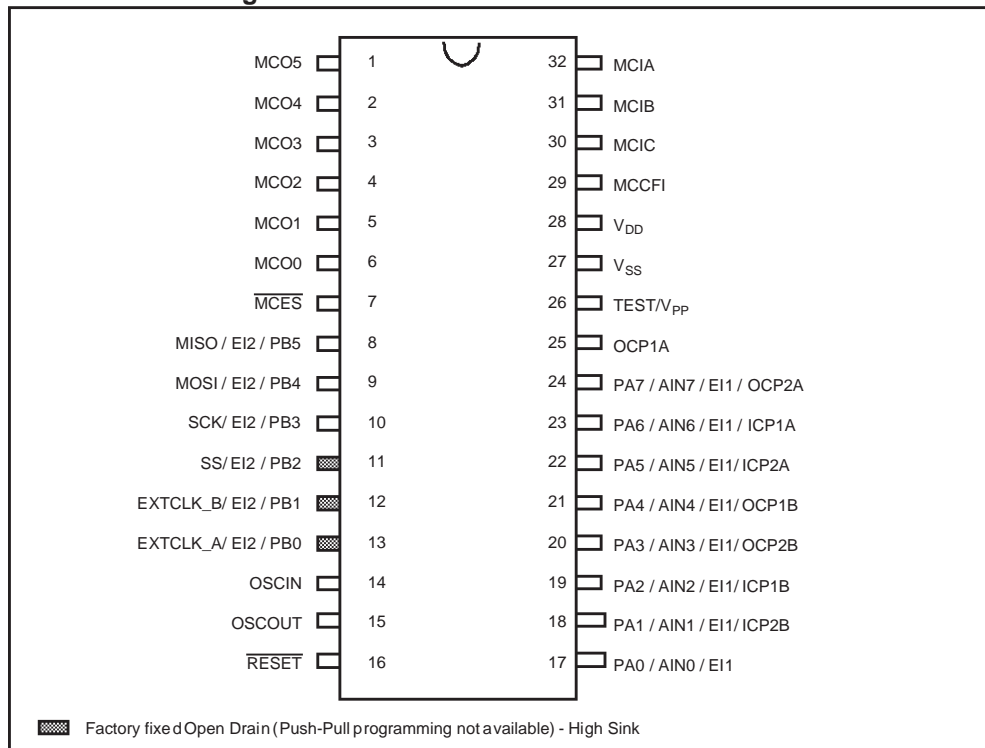 g
MCO5 1 32 MCIA
MCO4 2 31 MCIB
MCO3 3 30 MCIC
MCO2 4 29 MCCFI
MCO1 5 28 VDD
MCO0 6 27 VSS
MCES 7 26 TEST/VPP
MISO / EI2 / PB5 8 25 OCP1A
MOSI / EI2 / PB4 9 24 PA7 / AIN7 / EI1 / OCP2A
SCK/ EI2 / PB3 10 23 PA6 / AIN6 / EI1 / ICP1A
SS/ EI2 / PB2 11 22 PA5 / AIN5 / EI1/ ICP2A
EXTCLK_B/ EI2 / PB1 12 21 PA4 / AIN4 / EI1/ OCP1B
EXTCLK_A/ EI2 / PB0 13 20 PA3 / AIN3 / EI1/ OCP2B
OSCIN 14 19 PA2 / AIN2 / EI1/ ICP1B
OSCOUT 15 18 PA1 / AIN1 / EI1/ ICP2B
RESET 16 17 PA0 / AIN0 / EI1
Factory fixed Open Drain (Push-Pull programming not available) - High Sink